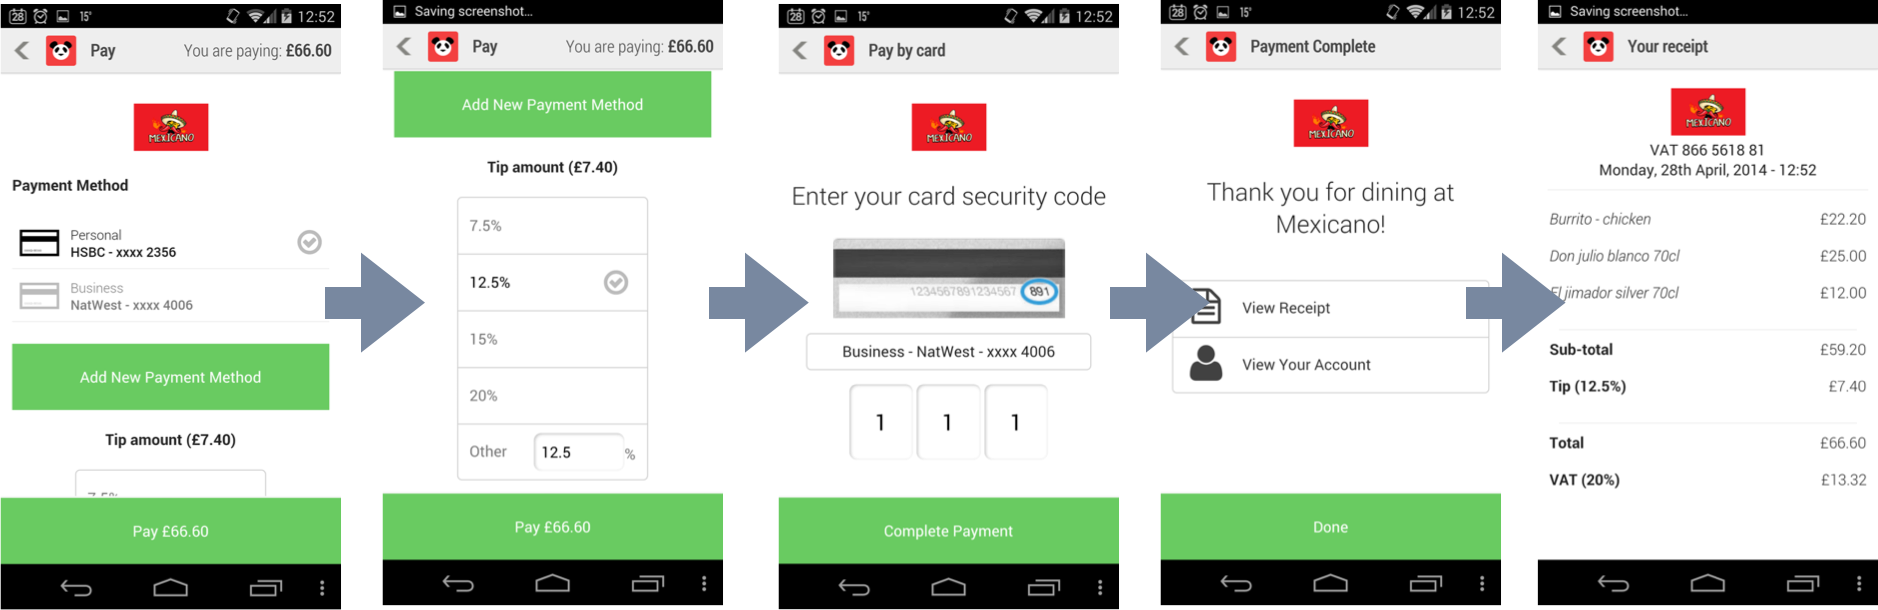 28 15° 12:52
Pay You are paying: £66.60
MEXICANO
Payment Method
Personal
HSBC - xxxx 2356
Business
NatWest - xxxx 4006
Add New Payment Method
Tip amount (£7.40)
7.5%
Pay £66.60
Saving screenshot...
Pay You are paying: £66.60
Add New Payment Method
Tip amount (£7.40)
7.5%
12.5%
15%
20%
Other 12.5 %
Pay £66.60
28 15° 12:52
Pay by card
MEXICANO
Enter your card security code
1234567891234567 891
Business - NatWest - xxxx 4006
1 1 1
Complete Payment
28 15° 12:52
Payment Complete
MEXICANO
Thank you for dining at
Mexicano!
View Receipt
View Your Account
Done
Saving screenshot...
Your receipt
MEXICANO
VAT 866 5618 81
Monday, 28th April, 2014 - 12:52
Burrito - chicken £22.20
Don julio blanco 70cl £25.00
El jimador silver 70cl £12.00
Sub-total £59.20
Tip (12.5%) £7.40
Total £66.60
VAT (20%) £13.32